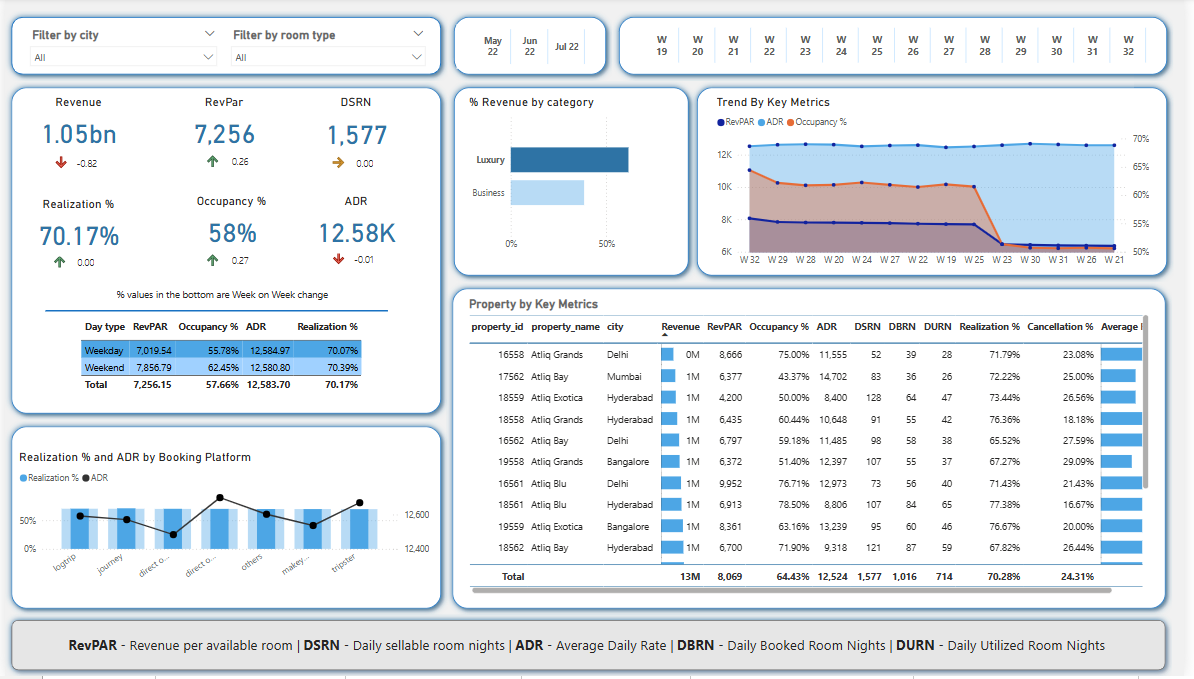 Filter by city
All
Filter by room type
All
May 22
Jun 22
Jul 22
W 19
W 20
W 21
W 22
W 23
W 24
W 25
W 26
W 27
W 28
W 29
W 30
W 31
W 32
Revenue RevPar DSRN
1.05bn 7,256 1,577
-0.82 0.26 0.00
Realization % Occupancy % ADR
70.17% 58% 12.58K
0.00 0.27 -0.01
% values in the bottom are Week on Week change
Day type RevPAR Occupancy % ADR Realization %
Weekday 7,019.54 55.78% 12,584.97 70.07%
Weekend 7,856.79 62.45% 12,580.80 70.39%
Total 7,256.15 57.66% 12,583.70 70.17%
% Revenue by category
Luxury
Business
0% 50%
Trend By Key Metrics
RevPAR ADR Occupancy %
12K
10K
8K
6K
70%
65%
60%
55%
50%
W 32 W 29 W 28 W 20 W 24 W 27 W 22 W 19 W 25 W 23 W 30 W 31 W 26 W 21
Realization % and ADR by Booking Platform
Realization % ADR
50%
0%
12,600
12,400
logtrip journey direct o... direct o... others makey... tripster
Property by Key Metrics
property_id property_name city Revenue RevPAR Occupancy % ADR DSRN DBRN DURN Realization % Cancellation % Average
16558 Atliq Grands Delhi 0M 8,666 75.00% 11,555 52 39 28 71.79% 23.08%
17562 Atliq Bay Mumbai 1M 6,377 43.37% 14,702 83 36 26 72.22% 25.00%
18559 Atliq Exotica Hyderabad 1M 4,200 50.00% 8,400 128 64 47 73.44% 26.56%
18558 Atliq Grands Hyderabad 1M 6,435 60.44% 10,648 91 55 42 76.36% 18.18%
16562 Atliq Bay Delhi 1M 6,797 59.18% 11,485 98 58 38 65.52% 27.59%
19558 Atliq Grands Bangalore 1M 6,372 51.40% 12,397 107 55 37 67.27% 29.09%
16561 Atliq Blu Delhi 1M 9,952 76.71% 12,973 73 56 40 71.43% 21.43%
18561 Atliq Blu Hyderabad 1M 6,913 78.50% 8,806 107 84 65 77.38% 16.67%
19559 Atliq Exotica Bangalore 1M 8,361 63.16% 13,239 95 60 46 76.67% 20.00%
18562 Atliq Bay Hyderabad 1M 6,700 71.90% 9,318 121 87 59 67.82% 26.44%
Total 13M 8,069 64.43% 12,524 1,577 1,016 714 70.28% 24.31%
RevPAR - Revenue per available room | DSRN - Daily sellable room nights | ADR - Average Daily Rate | DBRN - Daily Booked Room Nights | DURN - Daily Utilized Room Nights